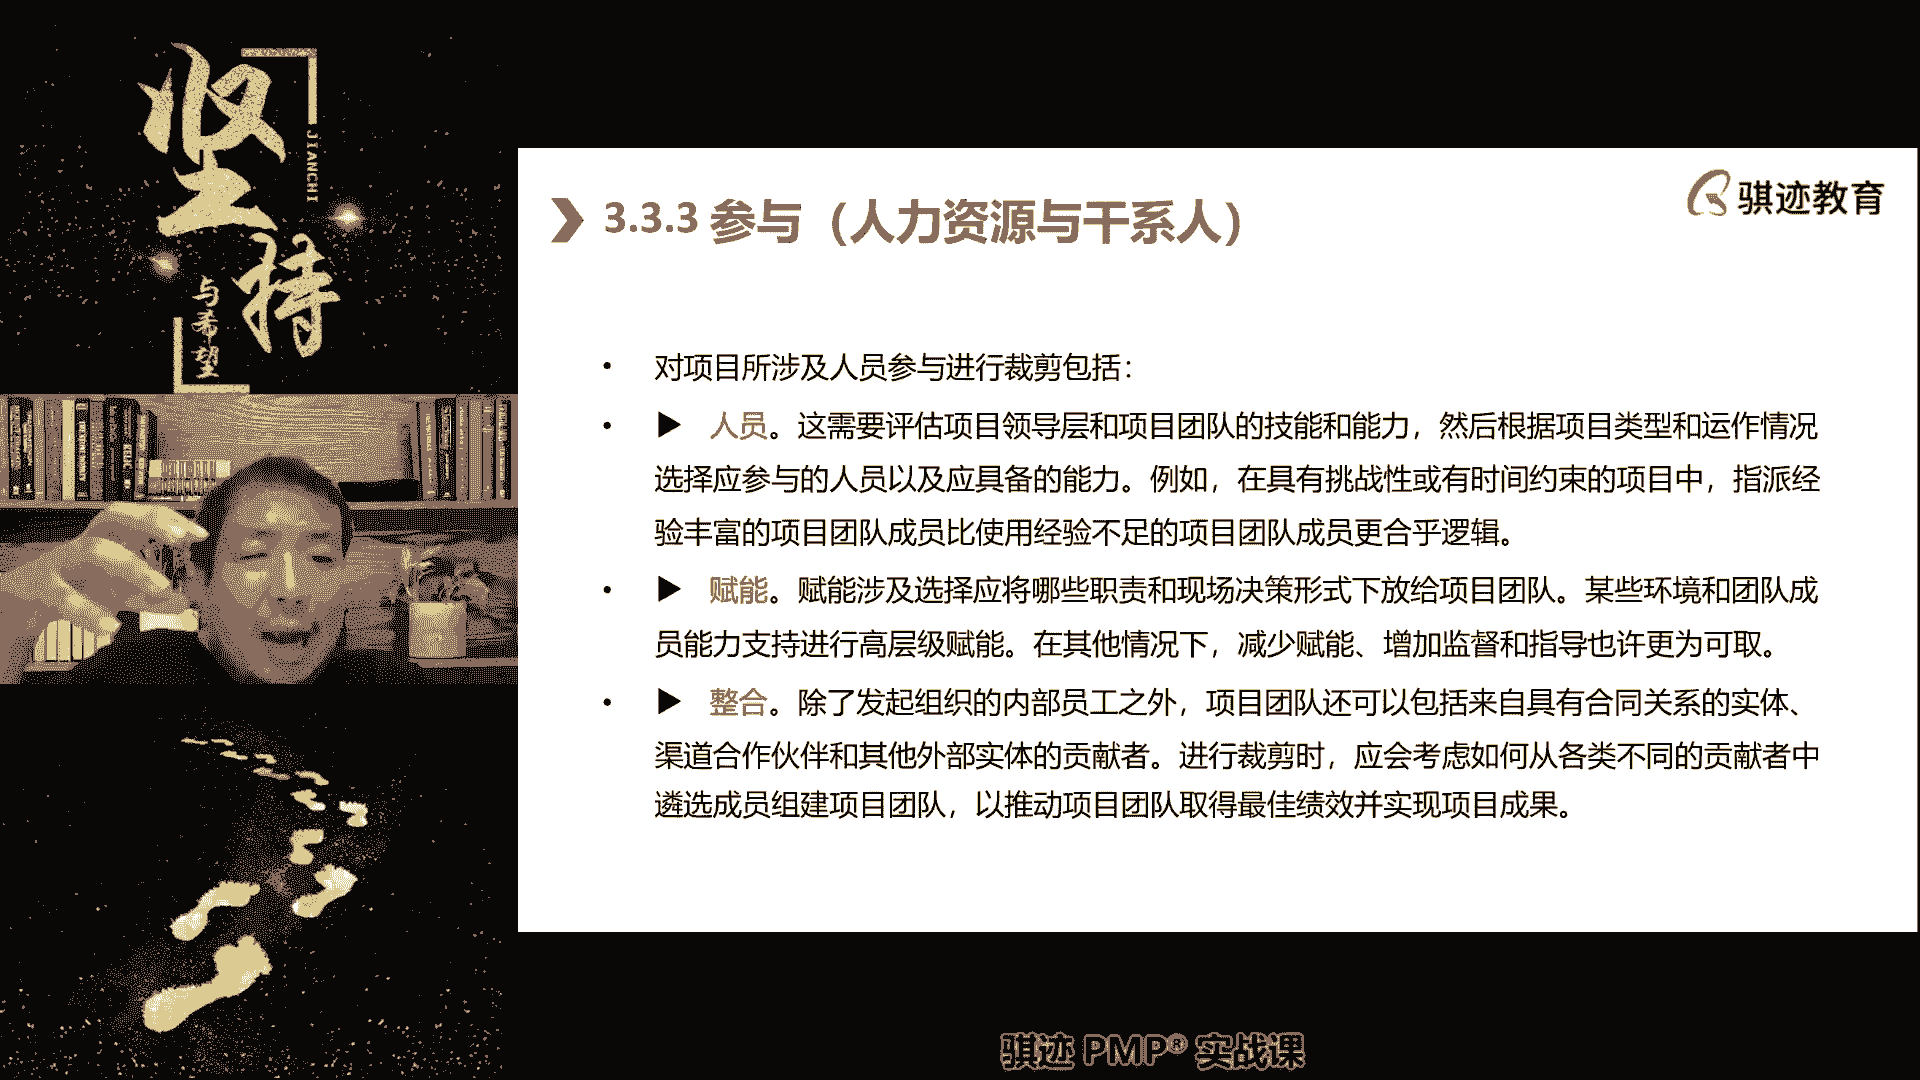 坚持
JIANCHI
与希望
骐迹教育
3.3.3 参与（人力资源与干系人）
• 对项目所涉及人员参与进行裁剪包括：
• ▶ 人员。这需要评估项目领导层和项目团队的技能和能力，然后根据项目类型和运作情况
选择应参与的人员以及应具备的能力。例如，在具有挑战性或有时间约束的项目中，指派经
验丰富的项目团队成员比使用经验不足的项目团队成员更合乎逻辑。
• ▶ 赋能。赋能涉及选择应将哪些职责和现场决策形式下放给项目团队。某些环境和团队成
员能力支持进行高层级赋能。在其他情况下，减少赋能、增加监督和指导也许更为可取。
• ▶ 整合。除了发起组织的内部员工之外，项目团队还可以包括来自具有合同关系的实体、
渠道合作伙伴和其他外部实体的贡献者。进行裁剪时，应会考虑如何从各类不同的贡献者中
遴选成员组建项目团队，以推动项目团队取得最佳绩效并实现项目成果。
骐迹 PMP® 实战课